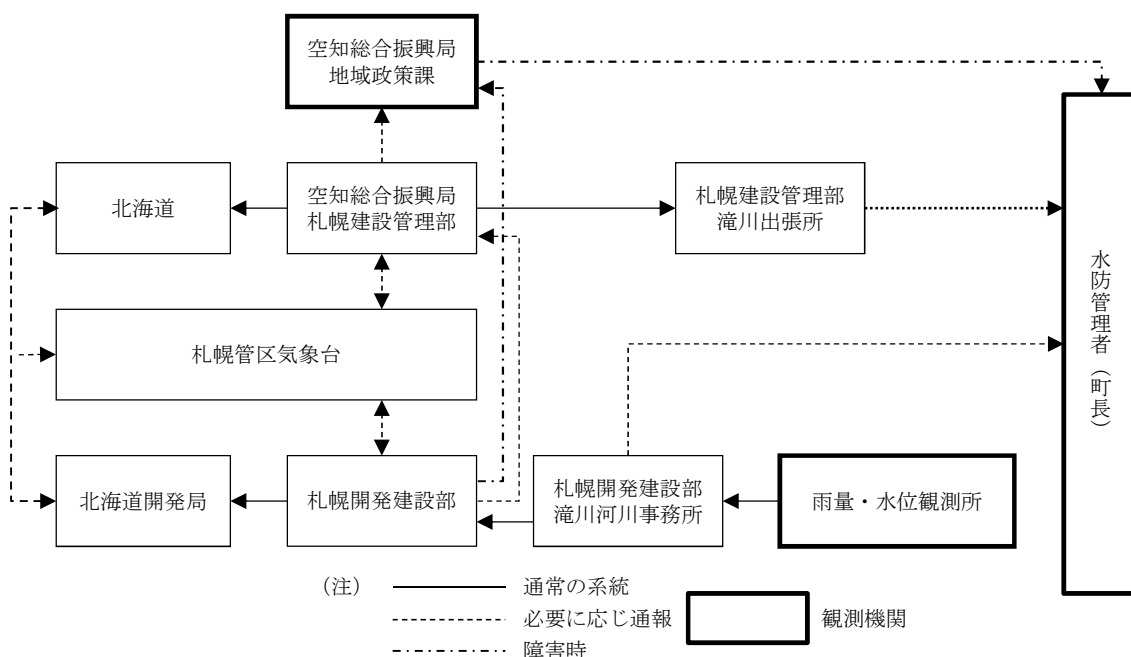 空知総合振興局
地域政策課
北海道
空知総合振興局
札幌建設管理部
札幌建設管理部
滝川出張所
水防管理者（町長）
札幌管区気象台
北海道開発局
札幌開発建設部
札幌開発建設部
滝川河川事務所
雨量・水位観測所
（注）
通常の系統
必要に応じ通報
観測機関
障害時